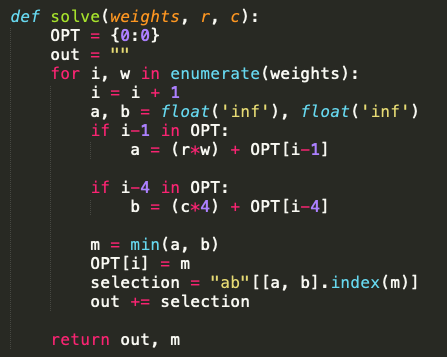 def solve(weights, r, c):
    OPT = {0:0}
    out = ""
    for i, w in enumerate(weights):
        i = i + 1
        a, b = float('inf'), float('inf')
        if i-1 in OPT:
            a = (r*w) + OPT[i-1]

        if i-4 in OPT:
            b = (c*4) + OPT[i-4]

        m = min(a, b)
        OPT[i] = m
        selection = "ab"[[a, b].index(m)]
        out += selection

    return out, m